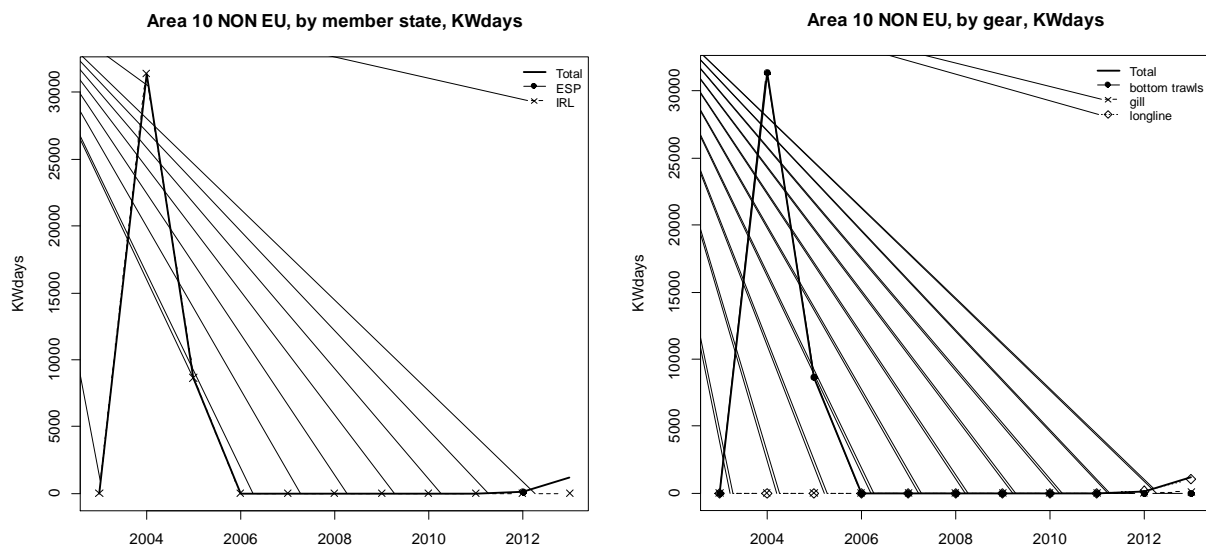 Area 10 NON EU, by member state, KWdays
Total
ESP
IRL
KWdays
30000
25000
20000
15000
10000
5000
0
2004 2006 2008 2010 2012
Area 10 NON EU, by gear, KWdays
Total
bottom trawls
gill
longline
KWdays
30000
25000
20000
15000
10000
5000
0
2004 2006 2008 2010 2012